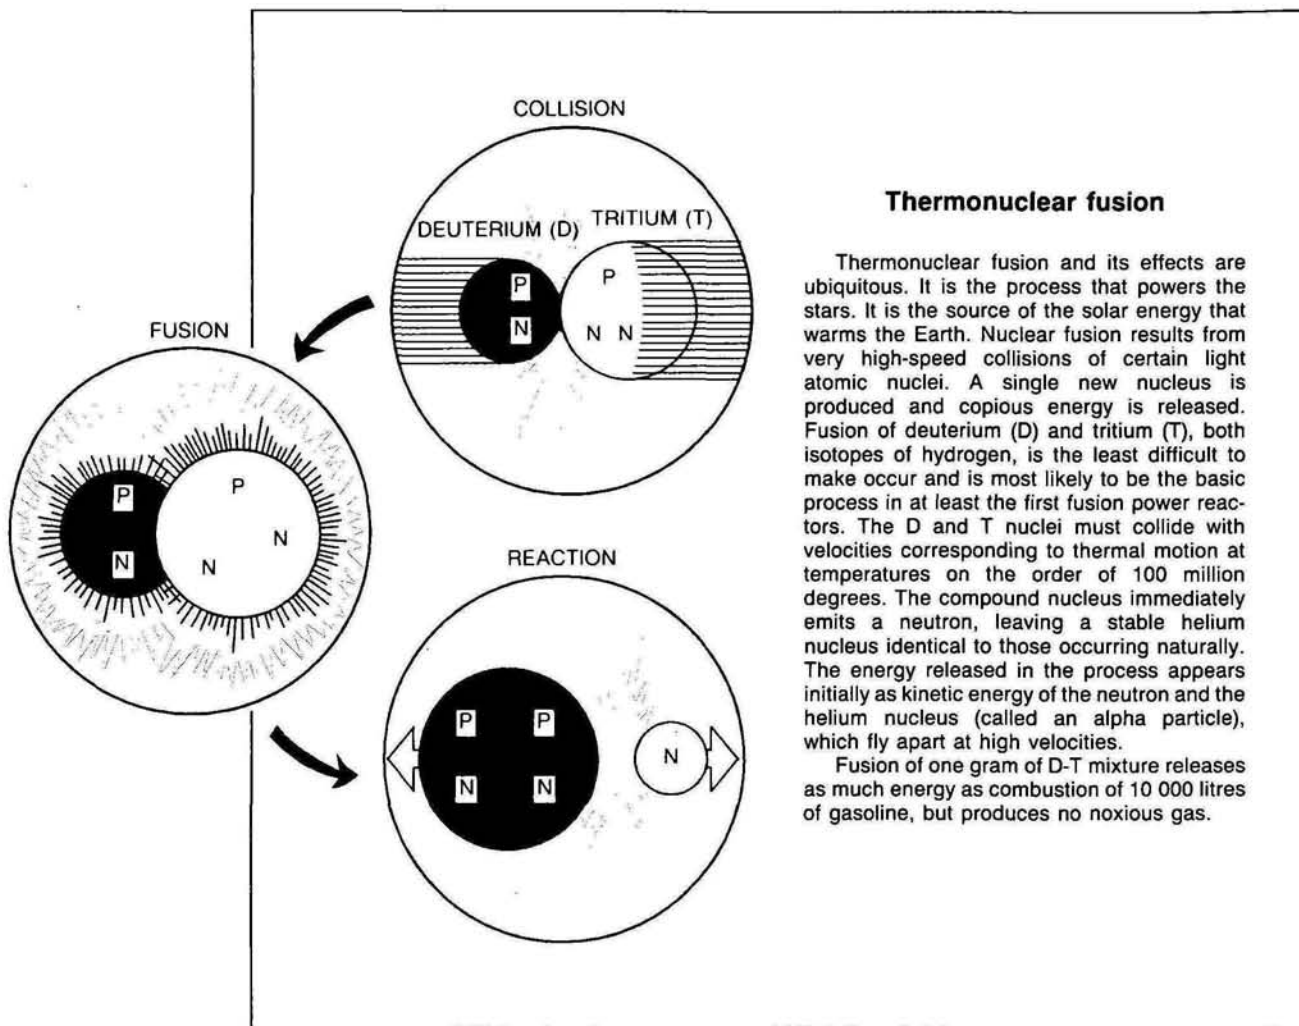 COLLISION
DEUTERIUM (D)
TRITIUM (T)
P
N
P
N N
FUSION
P
N
P
N
N
REACTION
P P
N N
N
Thermonuclear fusion
Thermonuclear fusion and its effects are
ubiquitous. It is the process that powers the
stars. It is the source of the solar energy that
warms the Earth. Nuclear fusion results from
very high-speed collisions of certain light
atomic nuclei. A single new nucleus is
produced and copious energy is released.
Fusion of deuterium (D) and tritium (T), both
isotopes of hydrogen, is the least difficult to
make occur and is most likely to be the basic
process in at least the first fusion power reac-
tors. The D and T nuclei must collide with
velocities corresponding to thermal motion at
temperatures on the order of 100 million
degrees. The compound nucleus immediately
emits a neutron, leaving a stable helium
nucleus identical to those occurring naturally.
The energy released in the process appears
initially as kinetic energy of the neutron and the
helium nucleus (called an alpha particle),
which fly apart at high velocities.
Fusion of one gram of D-T mixture releases
as much energy as combustion of 10 000 litres
of gasoline, but produces no noxious gas.